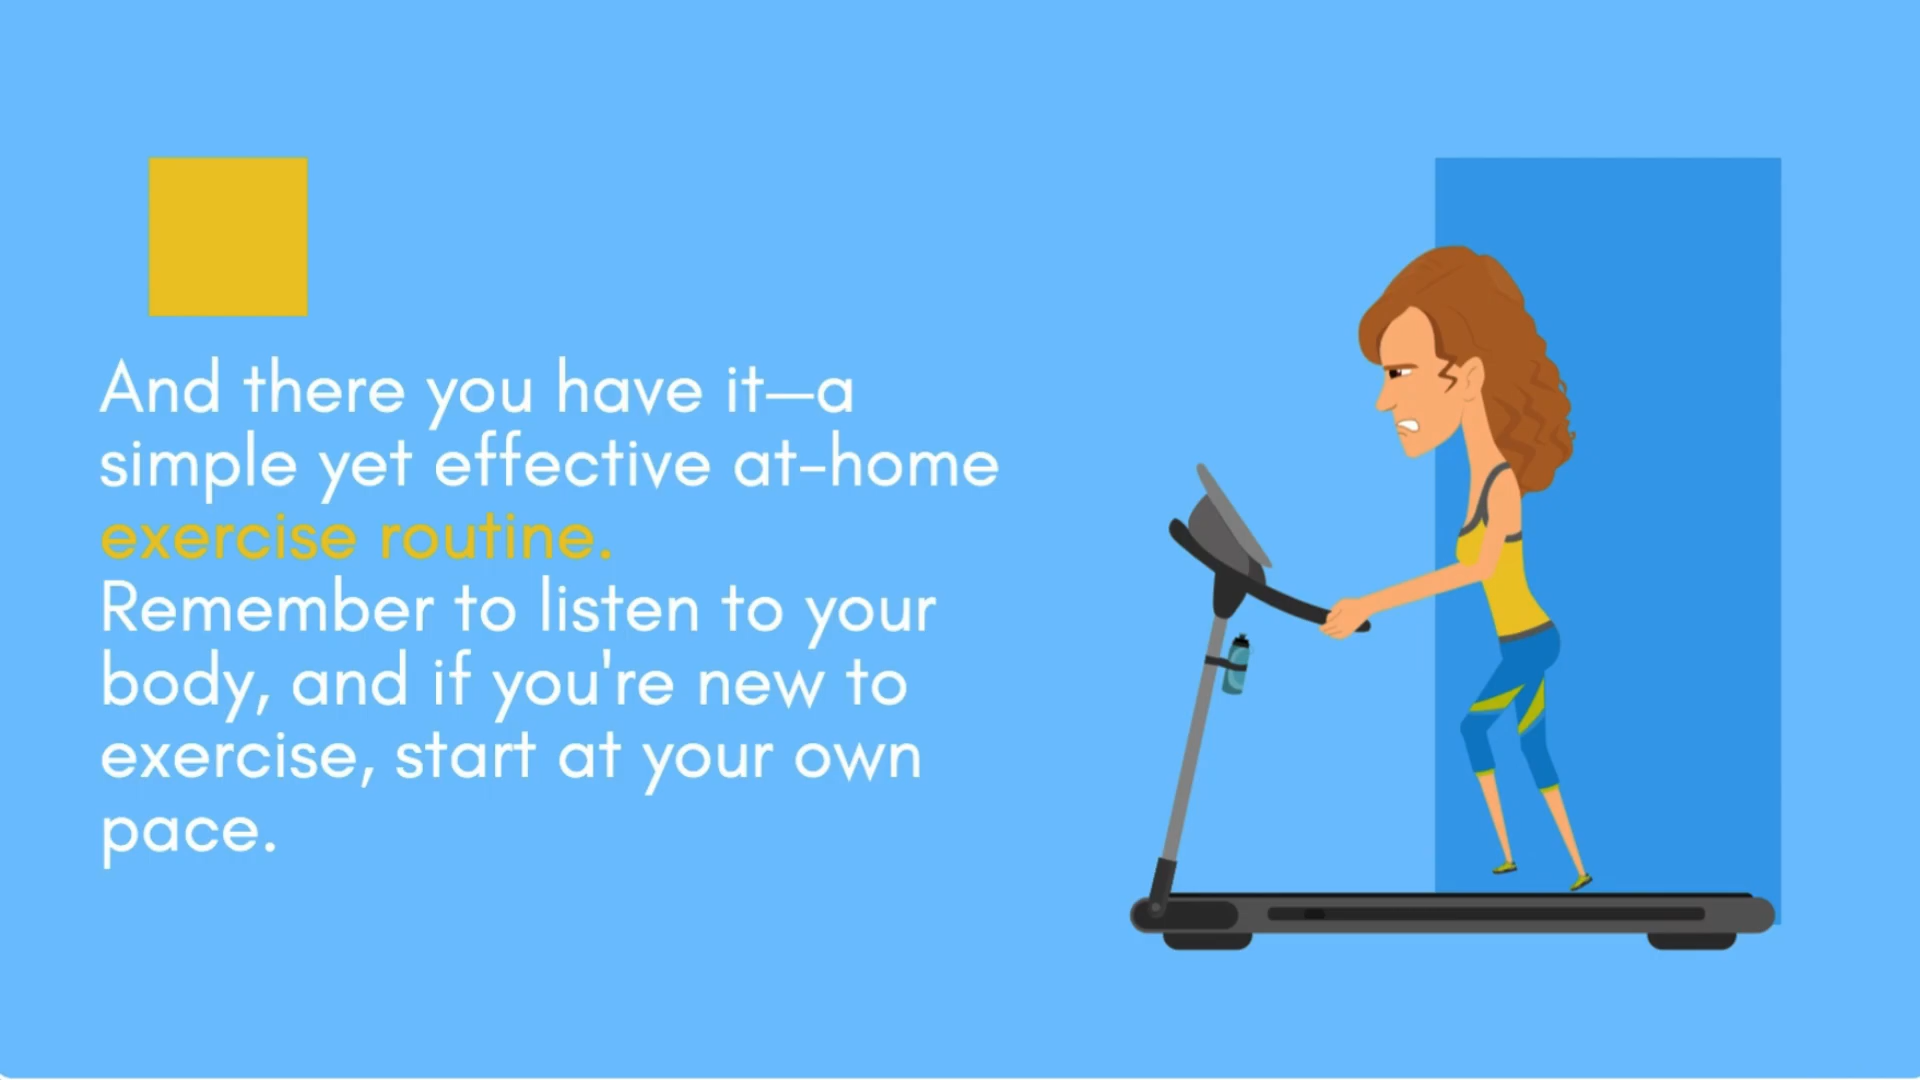 And there you have it—a
simple yet effective at-home
exercise routine.
Remember to listen to your
body, and if you're new to
exercise, start at your own
pace.